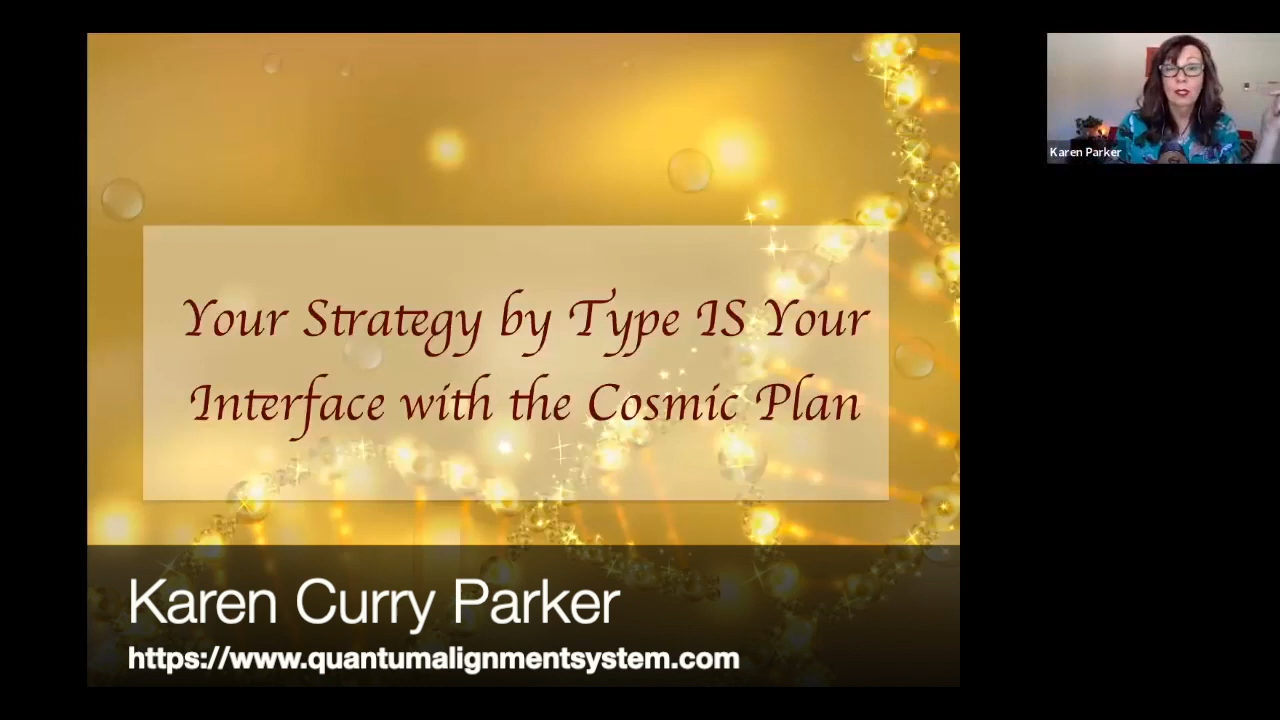 Your Strategy by Type IS Your
Interface with the Cosmic Plan
Karen Curry Parker
https://www.quantumalignmentsystem.com
Karen Parker